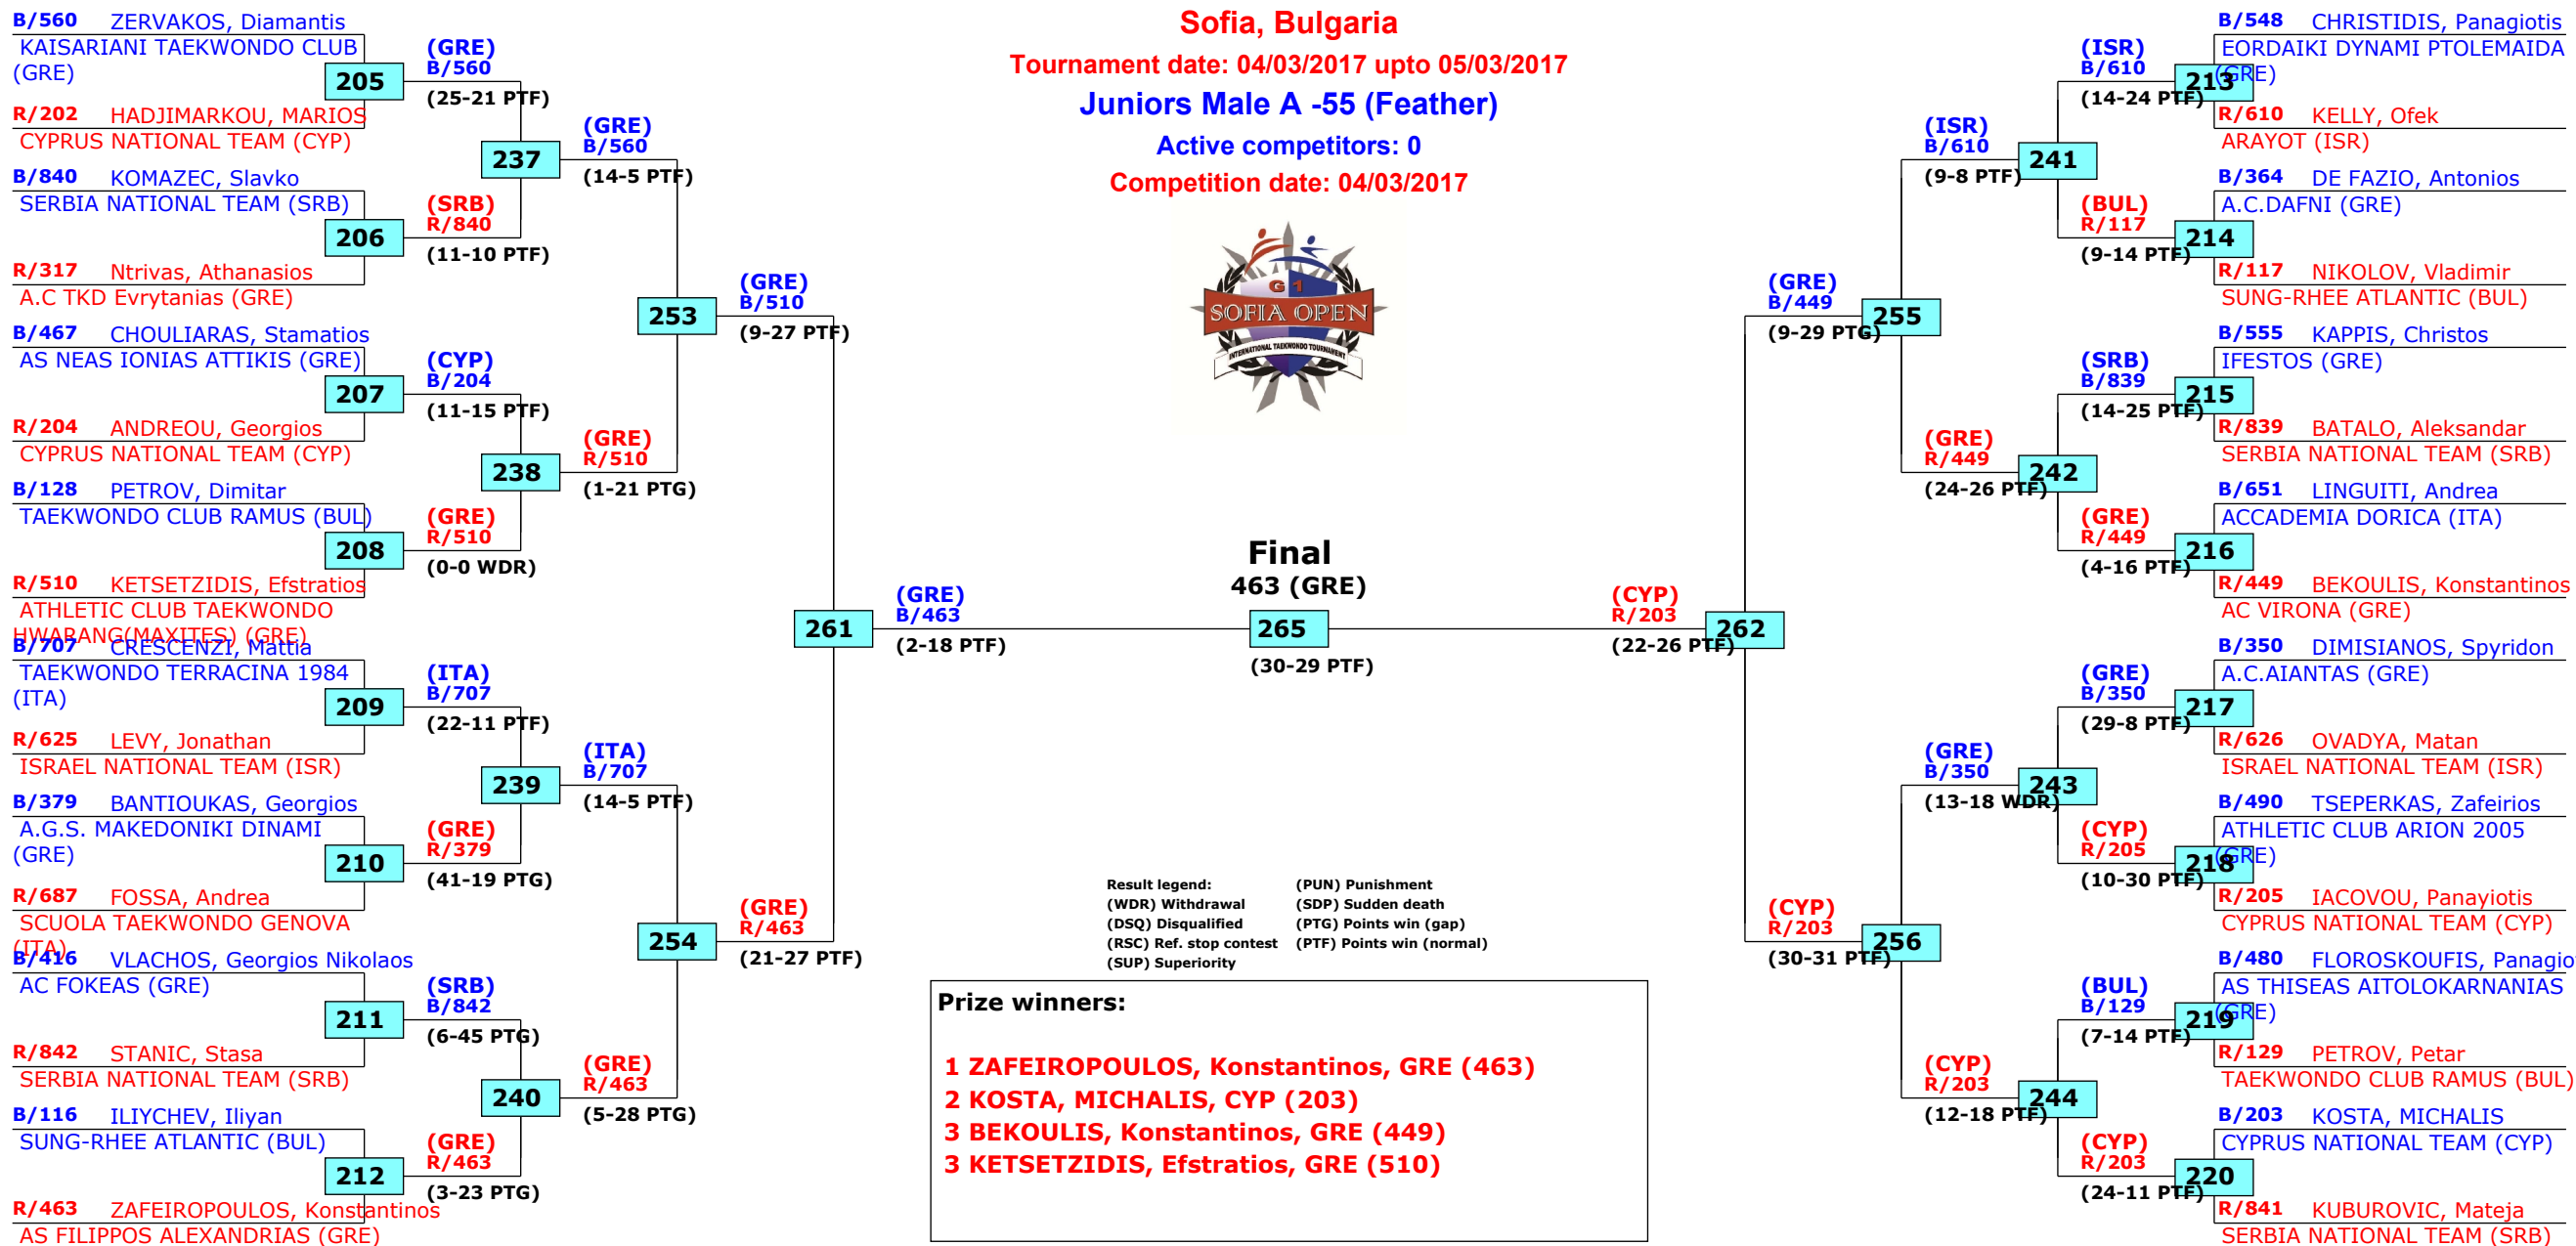 Sofia, Bulgaria
Tournament date: 04/03/2017 upto 05/03/2017
Juniors Male A -55 (Feather)
Active competitors: 0
Competition date: 04/03/2017
G 1
SOFIA OPEN
INTERNATIONAL TAEKWONDO TOURNAMENT
B/560 ZERVAKOS, Diamantis
KAISARIANI TAEKWONDO CLUB
(GRE)
205
R/202 HADJIMARKOU, MARIOS
CYPRUS NATIONAL TEAM (CYP)
B/840 KOMAZEC, Slavko
SERBIA NATIONAL TEAM (SRB)
206
R/317 Ntrivas, Athanasios
A.C TKD Evrytanias (GRE)
B/467 CHOULIARAS, Stamatios
AS NEAS IONIAS ATTIKIS (GRE)
207
R/204 ANDREOU, Georgios
CYPRUS NATIONAL TEAM (CYP)
B/128 PETROV, Dimitar
TAEKWONDO CLUB RAMUS (BUL)
208
R/510 KETSETZIDIS, Efstratios
ATHLETIC CLUB TAEKWONDO
HWARANG(MAXITES) (GRE)
B/707 CRESCENZI, Mattia
TAEKWONDO TERRACINA 1984
(ITA)
209
R/625 LEVY, Jonathan
ISRAEL NATIONAL TEAM (ISR)
B/379 BANTIOUKAS, Georgios
A.G.S. MAKEDONIKI DINAMI
(GRE)
210
R/687 FOSSA, Andrea
SCUOLA TAEKWONDO GENOVA
(ITA)
B/416 VLACHOS, Georgios Nikolaos
AC FOKEAS (GRE)
211
R/842 STANIC, Stasa
SERBIA NATIONAL TEAM (SRB)
B/116 ILIYCHEV, Iliyan
SUNG-RHEE ATLANTIC (BUL)
212
R/463 ZAFEIROPOULOS, Konstantinos
AS FILIPPOS ALEXANDRIAS (GRE)
(GRE)
B/560
(25-21 PTF)
237
(SRB)
R/840
(11-10 PTF)
(CYP)
B/204
(11-15 PTF)
238
(GRE)
R/510
(0-0 WDR)
(ITA)
B/707
(22-11 PTF)
239
(GRE)
R/379
(41-19 PTG)
(SRB)
B/842
(6-45 PTG)
240
(GRE)
R/463
(3-23 PTG)
(GRE)
B/560
(14-5 PTF)
253
(GRE)
R/510
(1-21 PTG)
(ITA)
B/707
(14-5 PTF)
254
(GRE)
R/463
(5-28 PTG)
(GRE)
B/510
(9-27 PTF)
261
(GRE)
R/463
(21-27 PTF)
(GRE)
B/463
(2-18 PTF)
Final
463 (GRE)
265
(30-29 PTF)
(CYP)
R/203
(22-26 PTF)
262
(GRE)
B/449
(9-29 PTG)
255
(CYP)
R/203
(30-31 PTF)
256
(ISR)
B/610
(9-8 PTF)
241
(GRE)
R/449
(24-26 PTF)
242
(GRE)
B/350
(13-18 WDR)
243
(CYP)
R/203
(12-18 PTF)
244
(ISR)
B/610
(14-24 PTF)
(BUL)
R/117
(9-14 PTF)
(SRB)
B/839
(14-25 PTF)
(GRE)
R/449
(4-16 PTF)
(GRE)
B/350
(29-8 PTF)
(CYP)
R/205
(10-30 PTF)
(BUL)
B/129
(7-14 PTF)
(CYP)
R/203
(24-11 PTF)
B/548 CHRISTIDIS, Panagiotis
EORDAIKI DYNAMI PTOLEMAIDA
(GRE)
213
R/610 KELLY, Ofek
ARAYOT (ISR)
B/364 DE FAZIO, Antonios
A.C.DAFNI (GRE)
214
R/117 NIKOLOV, Vladimir
SUNG-RHEE ATLANTIC (BUL)
B/555 KAPPIS, Christos
IFESTOS (GRE)
215
R/839 BATALO, Aleksandar
SERBIA NATIONAL TEAM (SRB)
B/651 LINGUITI, Andrea
ACCADEMIA DORICA (ITA)
216
R/449 BEKOULIS, Konstantinos
AC VIRONA (GRE)
B/350 DIMISIANOS, Spyridon
A.C.AIANTAS (GRE)
217
R/626 OVADYA, Matan
ISRAEL NATIONAL TEAM (ISR)
B/490 TSEPERKAS, Zafeirios
ATHLETIC CLUB ARION 2005
(GRE)
218
R/205 IACOVOU, Panayiotis
CYPRUS NATIONAL TEAM (CYP)
B/480 FLOROSKOUFIS, Panagio
AS THISEAS AITOLOKARNANIAS
(GRE)
219
R/129 PETROV, Petar
TAEKWONDO CLUB RAMUS (BUL)
B/203 KOSTA, MICHALIS
CYPRUS NATIONAL TEAM (CYP)
220
R/841 KUBUROVIC, Mateja
SERBIA NATIONAL TEAM (SRB)
Result legend: (PUN) Punishment
(WDR) Withdrawal (SDP) Sudden death
(DSQ) Disqualified (PTG) Points win (gap)
(RSC) Ref. stop contest (PTF) Points win (normal)
(SUP) Superiority
Prize winners:
1 ZAFEIROPOULOS, Konstantinos, GRE (463)
2 KOSTA, MICHALIS, CYP (203)
3 BEKOULIS, Konstantinos, GRE (449)
3 KETSETZIDIS, Efstratios, GRE (510)